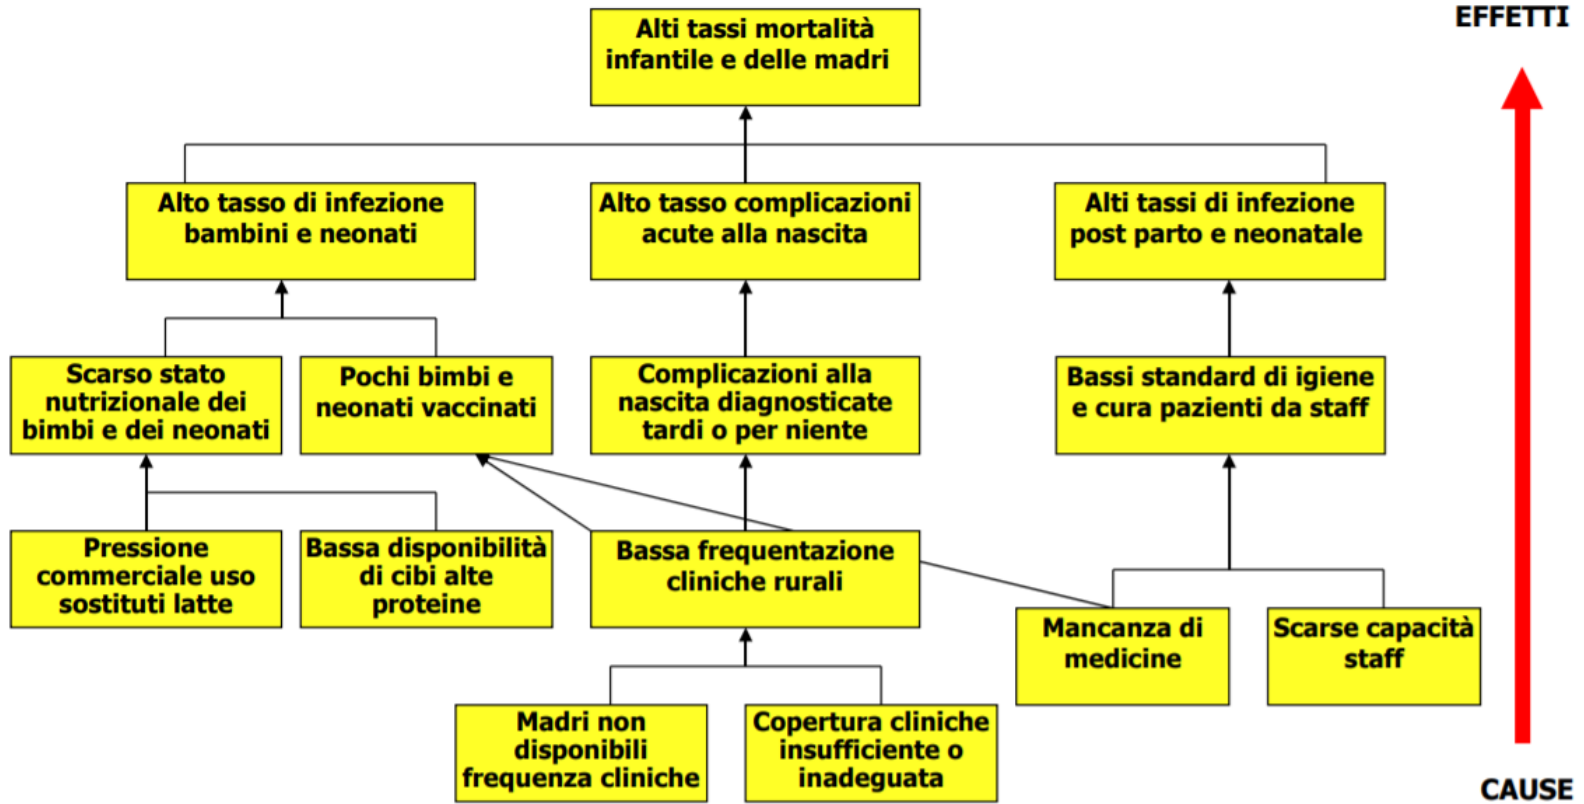 EFFETTI
Alti tassi mortalità
infantile e delle madri
Alto tasso di infezione
bambini e neonati
Alto tasso complicazioni
acute alla nascita
Alti tassi di infezione
post parto e neonatale
Scarso stato
nutrizionale dei
bimbi e dei neonati
Pochi bimbi e
neonati vaccinati
Complicazioni alla
nascita diagnosticate
tardi o per niente
Bassi standard di igiene
e cura pazienti da staff
Pressione
commerciale uso
sostituti latte
Bassa disponibilità
di cibi alte
proteine
Bassa frequentazione
cliniche rurali
Mancanza di
medicine
Scarse capacità
staff
Madri non
disponibili
frequenza cliniche
Copertura cliniche
insufficiente o
inadeguata
CAUSE